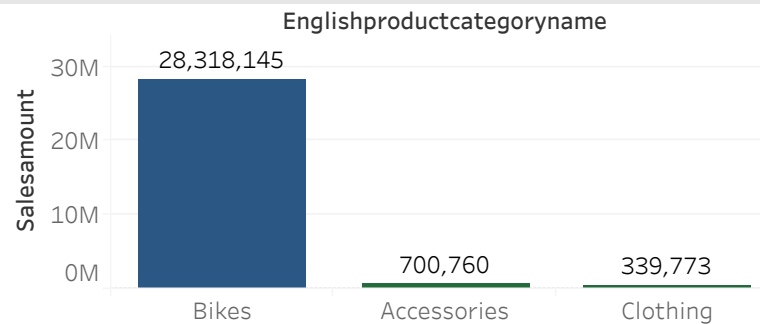 Englishproductcategoryname
Salesamount
30M
20M
10M
0M
28,318,145
700,760
339,773
Bikes
Accessories
Clothing